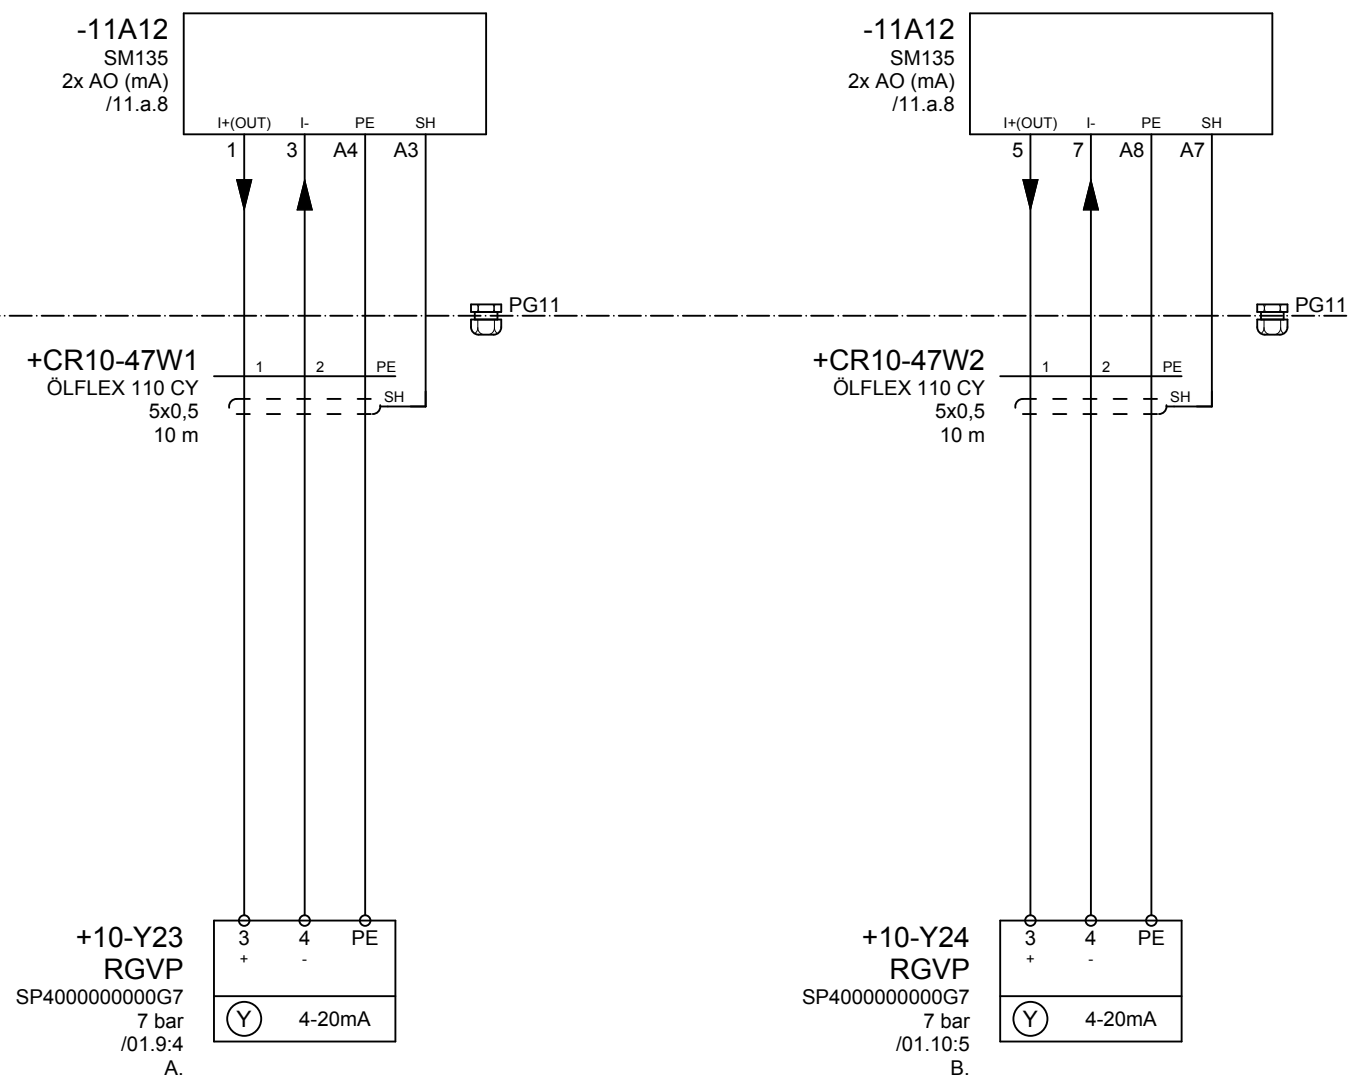 -11A12
SM135
2x AO (mA)
/11.a.8
I+(OUT) I- PE SH
1 3 A4 A3
PG11
+CR10-47W1
ÖLFLEX 110 CY
5x0,5
10 m
1 2 PE
SH
+10-Y23
RGVP
SP4000000000G7
7 bar
/01.9:4
A.
3 4 PE
+ -
Y 4-20mA
-11A12
SM135
2x AO (mA)
/11.a.8
I+(OUT) I- PE SH
5 7 A8 A7
PG11
+CR10-47W2
ÖLFLEX 110 CY
5x0,5
10 m
1 2 PE
SH
+10-Y24
RGVP
SP4000000000G7
7 bar
/01.10:5
B.
3 4 PE
+ -
Y 4-20mA